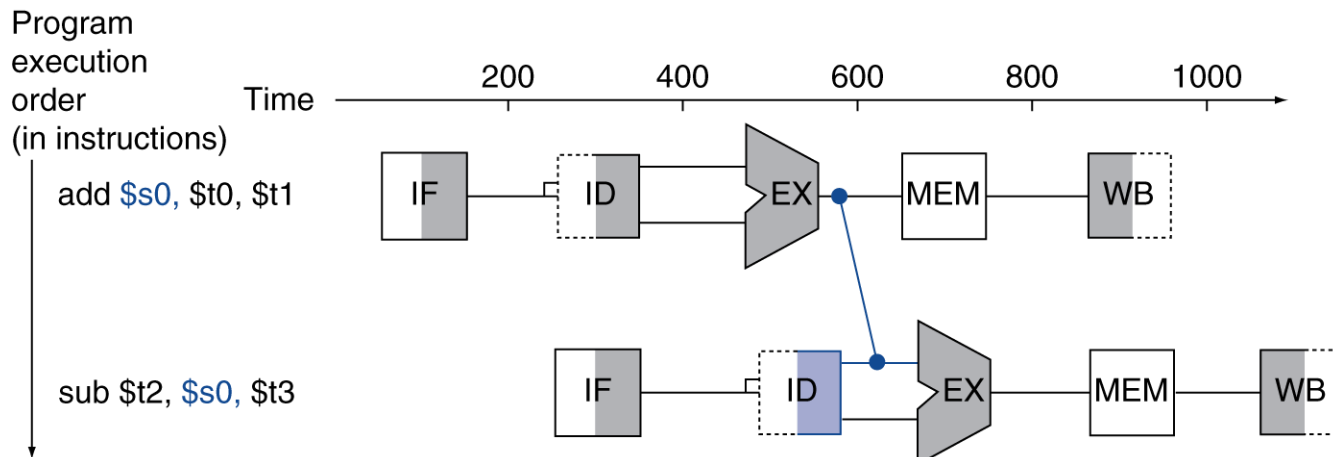 Program
execution
order
(in instructions)
Time
200 400 600 800 1000
add $s0, $t0, $t1
IF ID EX MEM WB
sub $t2, $s0, $t3
IF ID EX MEM WB